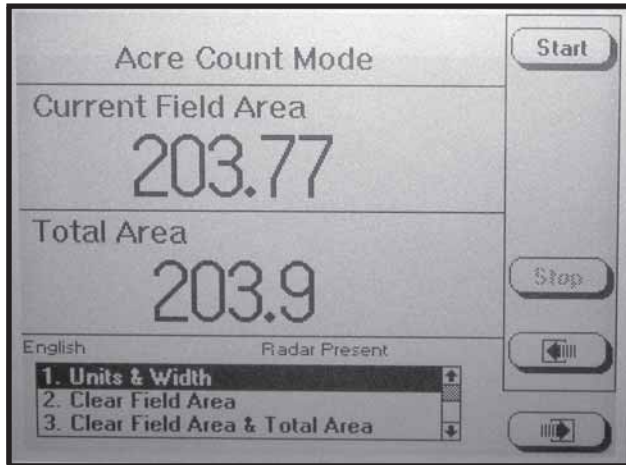 Acre Count Mode
Start
Current Field Area
203.77
Total Area
203.9
Stop
English Radar Present
1. Units & Width
2. Clear Field Area
3. Clear Field Area & Total Area